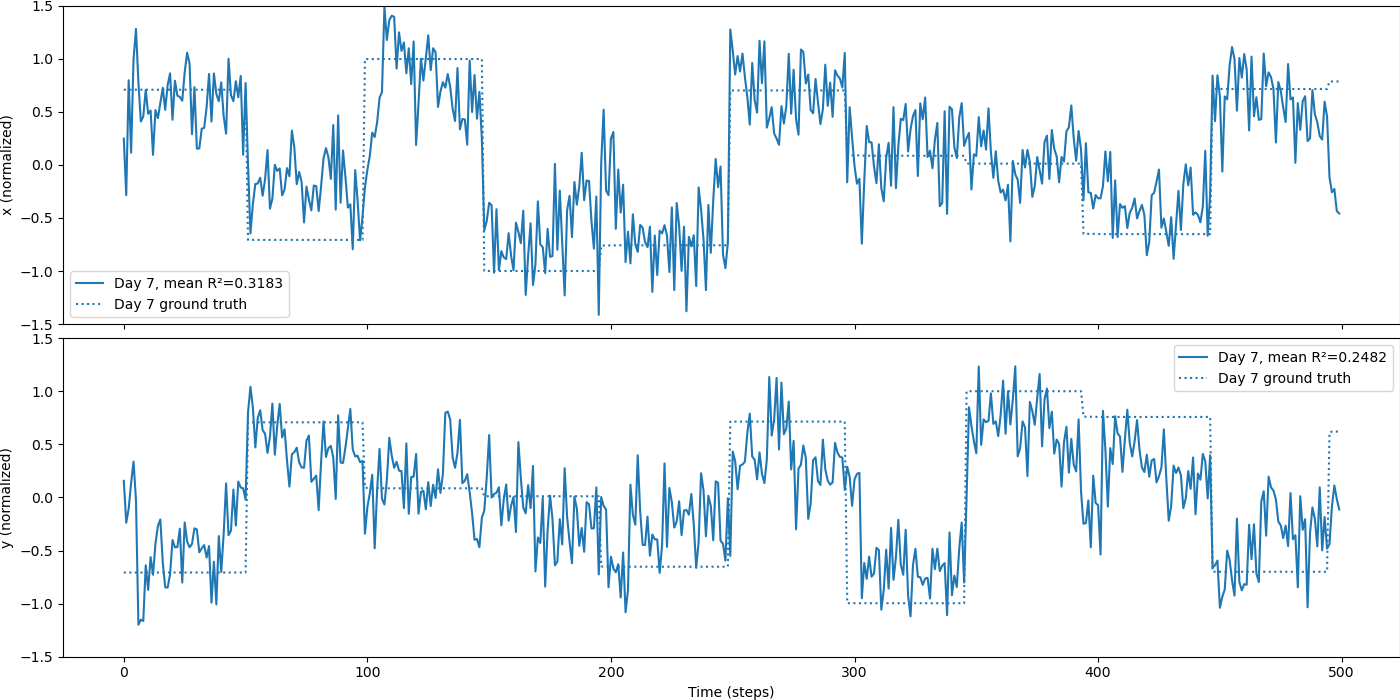 1.5
1.0
0.5
0.0
−0.5
−1.0
−1.5
x (normalized)
Day 7, mean R²=0.3183
Day 7 ground truth
1.5
1.0
0.5
0.0
−0.5
−1.0
−1.5
y (normalized)
Day 7, mean R²=0.2482
Day 7 ground truth
0 100 200 300 400 500
Time (steps)